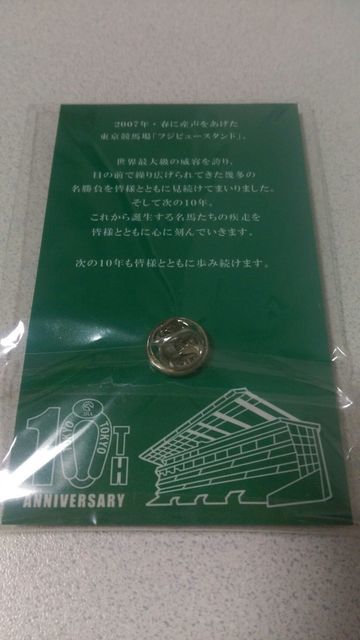 2007年・春に産声をあげた
東京競馬場「フジビュースタンド」。
世界最大級の威容を誇り、
目の前で繰り広げられてきた幾多の
名勝負を皆様とともに見続けてまいりました。
そして次の10年。
これから誕生する名馬たちの疾走を
皆様とともに心に刻んでいきます。
次の10年も皆様とともに歩み続けます。
10TH
TOKYO
ANNIVERSARY